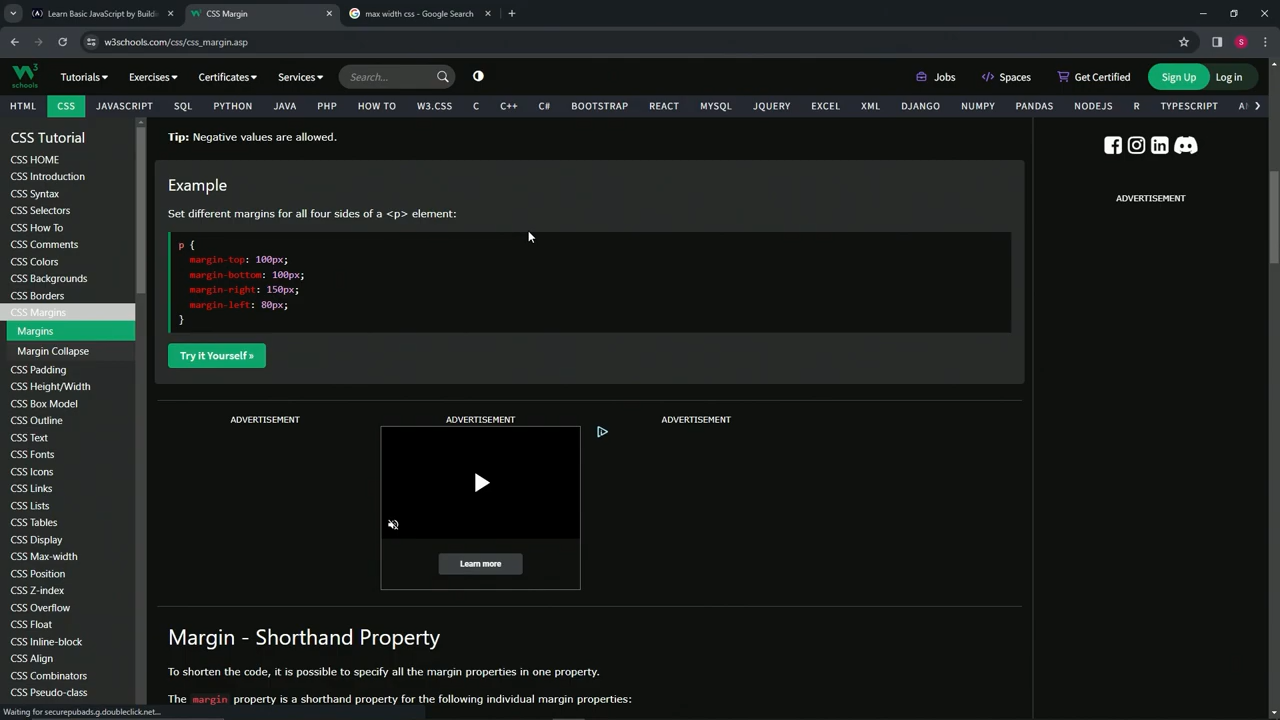 Learn Basic JavaScript by Buildi
CSS Margin
max width css - Google Search
w3schools.com/css/css_margin.asp
S
W3
schools
Tutorials
Exercises
Certificates
Services
Search...
Jobs
Spaces
Get Certified
Sign Up
Log in
HTML CSS JAVASCRIPT SQL PYTHON JAVA PHP HOW TO W3.CSS C C++ C# BOOTSTRAP REACT MYSQL JQUERY EXCEL XML DJANGO NUMPY PANDAS NODEJS R TYPESCRIPT
CSS Tutorial
CSS HOME
CSS Introduction
CSS Syntax
CSS Selectors
CSS How To
CSS Comments
CSS Colors
CSS Backgrounds
CSS Borders
CSS Margins
Margins
Margin Collapse
CSS Padding
CSS Height/Width
CSS Box Model
CSS Outline
CSS Text
CSS Fonts
CSS Icons
CSS Links
CSS Lists
CSS Tables
CSS Display
CSS Max-width
CSS Position
CSS Z-index
CSS Overflow
CSS Float
CSS Inline-block
CSS Align
CSS Combinators
CSS Pseudo-class
Tip: Negative values are allowed.
Example
Set different margins for all four sides of a <p> element:
p {
margin-top: 100px;
margin-bottom: 100px;
margin-right: 150px;
margin-left: 80px;
}
Try it Yourself »
ADVERTISEMENT
ADVERTISEMENT
ADVERTISEMENT
Learn more
Margin - Shorthand Property
To shorten the code, it is possible to specify all the margin properties in one property.
The margin property is a shorthand property for the following individual margin properties:
ADVERTISEMENT
Waiting for securepubads.g.doubleclick.net...